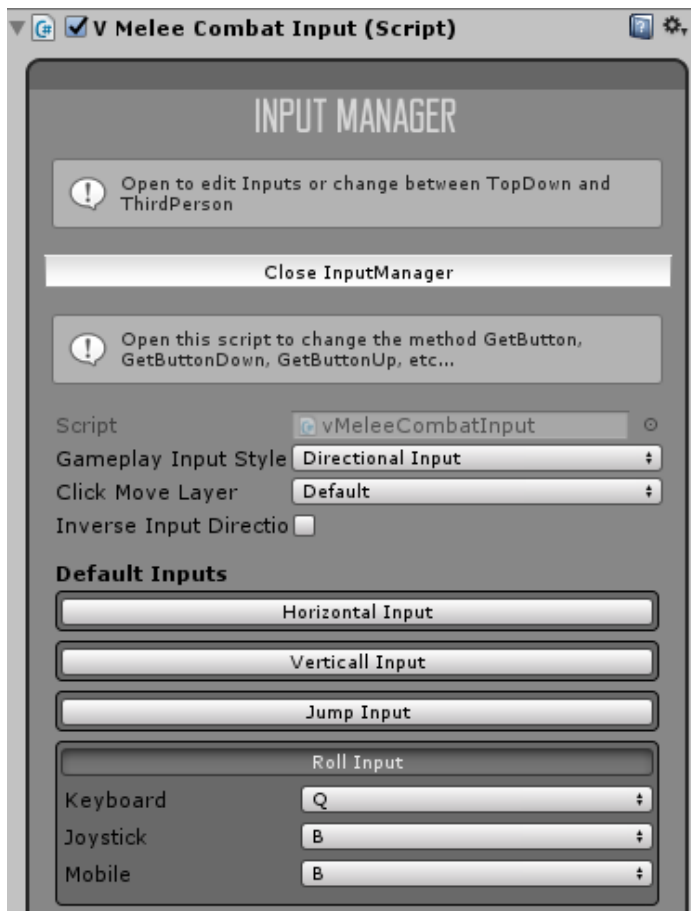 V Melee Combat Input (Script)
INPUT MANAGER
Open to edit Inputs or change between TopDown and
ThirdPerson
Close InputManager
Open this script to change the method GetButton,
GetButtonDown, GetButtonUp, etc...
Script vMeleeCombatInput
Gameplay Input Style Directional Input
Click Move Layer Default
Inverse Input Directio
Default Inputs
Horizontal Input
Verticall Input
Jump Input
Roll Input
Keyboard Q
Joystick B
Mobile B